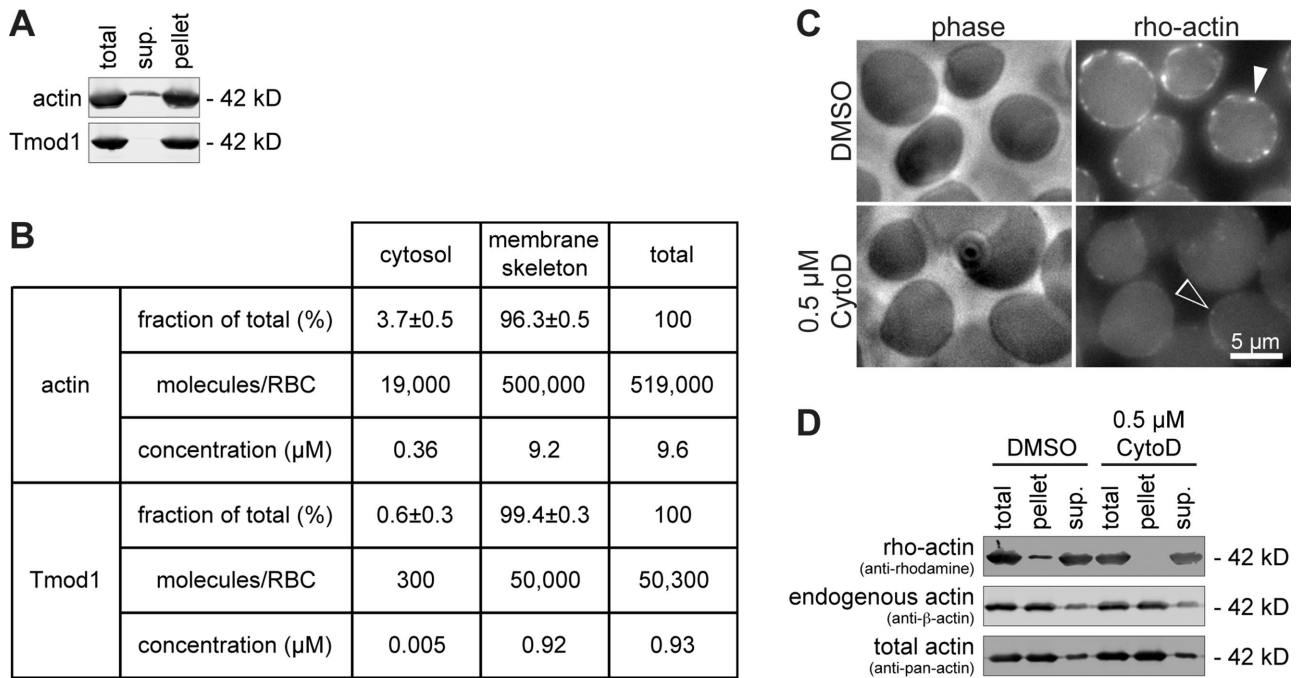 A
total sup. pellet
actin - 42 kD
Tmod1 - 42 kD
B
cytosol membrane skeleton total
actin
fraction of total (%) 3.7±0.5 96.3±0.5 100
molecules/RBC 19,000 500,000 519,000
concentration (µM) 0.36 9.2 9.6
Tmod1
fraction of total (%) 0.6±0.3 99.4±0.3 100
molecules/RBC 300 50,000 50,300
concentration (µM) 0.005 0.92 0.93
C
phase rho-actin
DMSO
0.5 µM
CytoD
5 µm
D
0.5 µM
DMSO CytoD
total pellet sup. total pellet sup.
rho-actin - 42 kD
(anti-rhodamine)
endogenous actin - 42 kD
(anti-β-actin)
total actin - 42 kD
(anti-pan-actin)